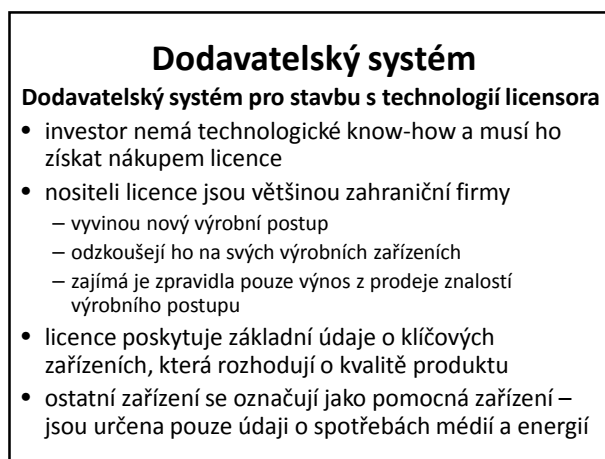 Dodavatelský systém
Dodavatelský systém pro stavbu s technologií licensora
• investor nemá technologické know-how a musí ho
získat nákupem licence
• nositeli licence jsou většinou zahraniční firmy
– vyvinou nový výrobní postup
– odzkoušejí ho na svých výrobních zařízeních
– zajímá je zpravidla pouze výnos z prodeje znalostí
výrobního postupu
• licence poskytuje základní údaje o klíčových
zařízeních, která rozhodují o kvalitě produktu
• ostatní zařízení se označují jako pomocná zařízení –
jsou určena pouze údaji o spotřebách médií a energií